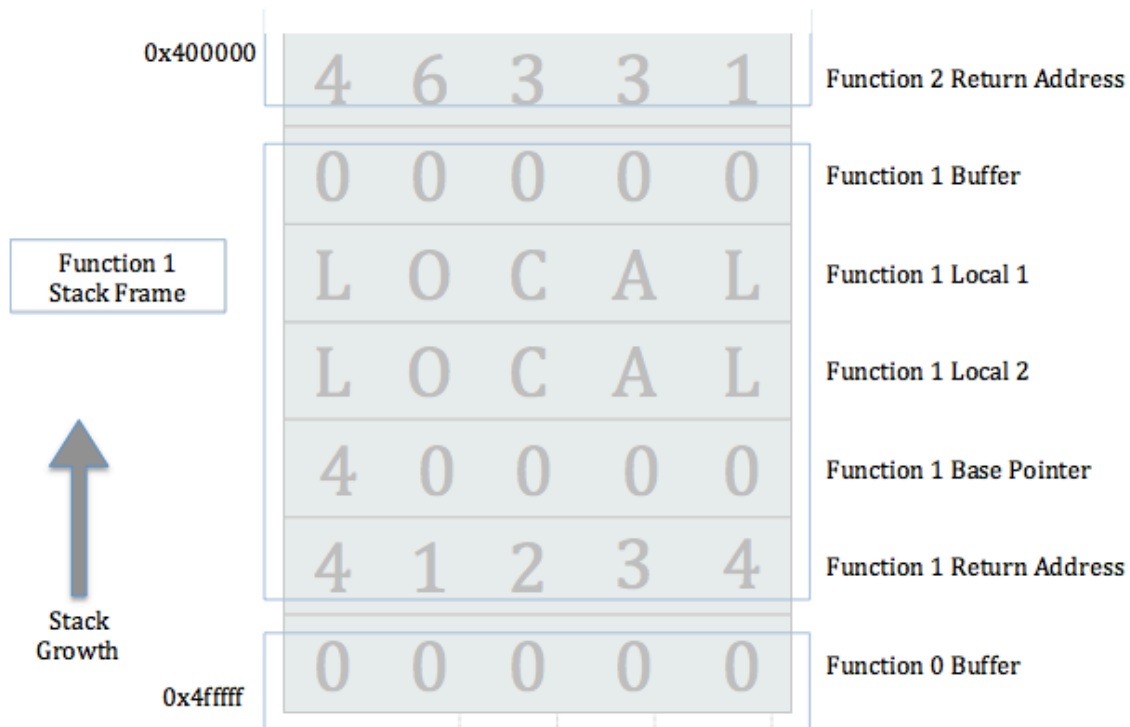 0x400000
4 6 3 3 1
Function 2 Return Address
0 0 0 0 0
Function 1 Buffer
Function 1
Stack Frame
L O C A L
Function 1 Local 1
L O C A L
Function 1 Local 2
4 0 0 0 0
Function 1 Base Pointer
4 1 2 3 4
Function 1 Return Address
Stack
Growth
0 0 0 0 0
Function 0 Buffer
0x4fffff